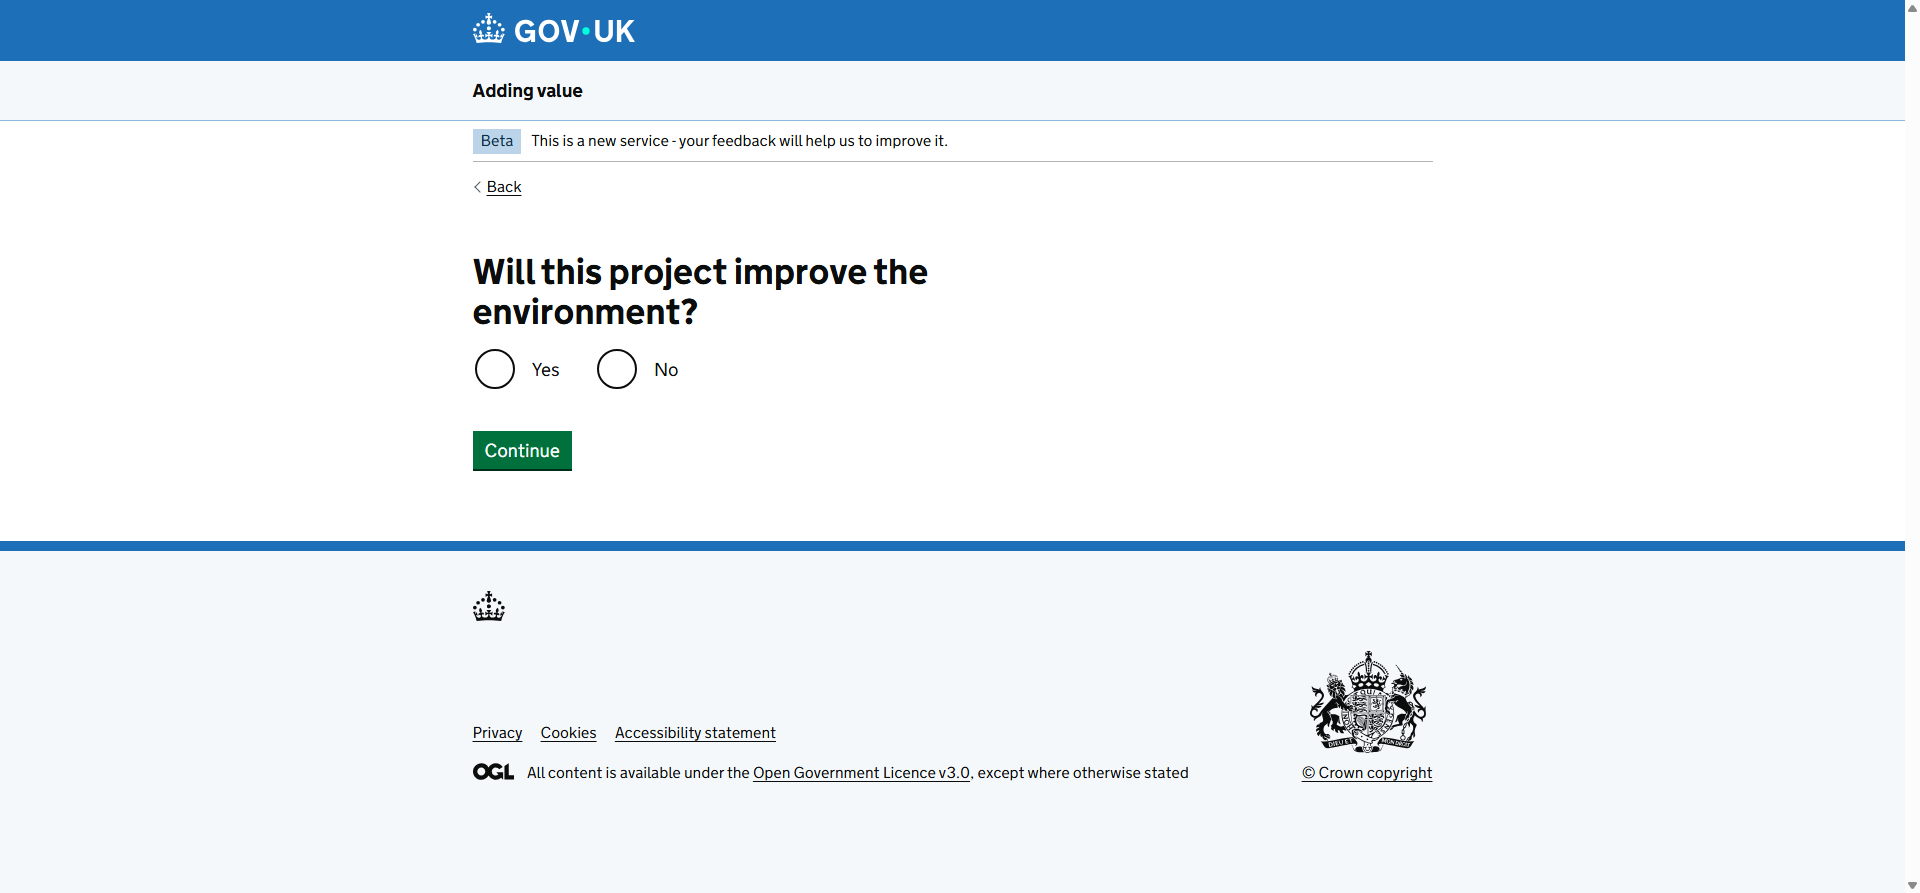 GOV•UK
Adding value
Beta This is a new service - your feedback will help us to improve it.
Back
Will this project improve the
environment?
Yes No
Continue
Privacy Cookies Accessibility statement
OGL All content is available under the Open Government Licence v3.0, except where otherwise stated
© Crown copyright